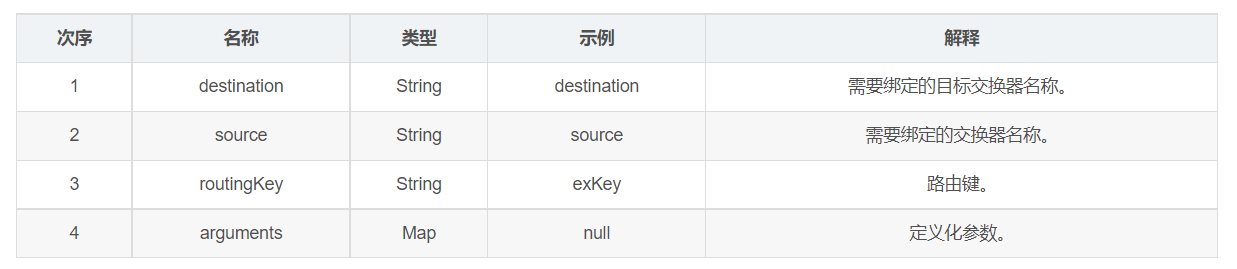 次序 名称 类型 示例 解释
1 destination String destination 需要绑定的目标交换器名称。
2 source String source 需要绑定的交换器名称。
3 routingKey String exKey 路由键。
4 arguments Map null 定义化参数。